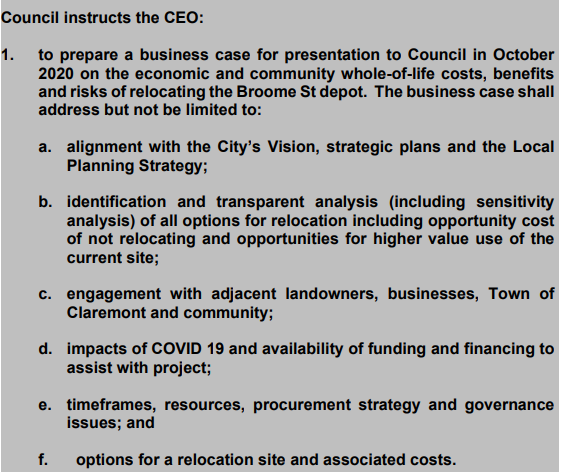 Council instructs the CEO:
1. to prepare a business case for presentation to Council in October
2020 on the economic and community whole-of-life costs, benefits
and risks of relocating the Broome St depot. The business case shall
address but not be limited to:
a. alignment with the City's Vision, strategic plans and the Local
Planning Strategy;
b. identification and transparent analysis (including sensitivity
analysis) of all options for relocation including opportunity cost
of not relocating and opportunities for higher value use of the
current site;
c. engagement with adjacent landowners, businesses, Town of
Claremont and community;
d. impacts of COVID 19 and availability of funding and financing to
assist with project;
e. timeframes, resources, procurement strategy and governance
issues; and
f. options for a relocation site and associated costs.